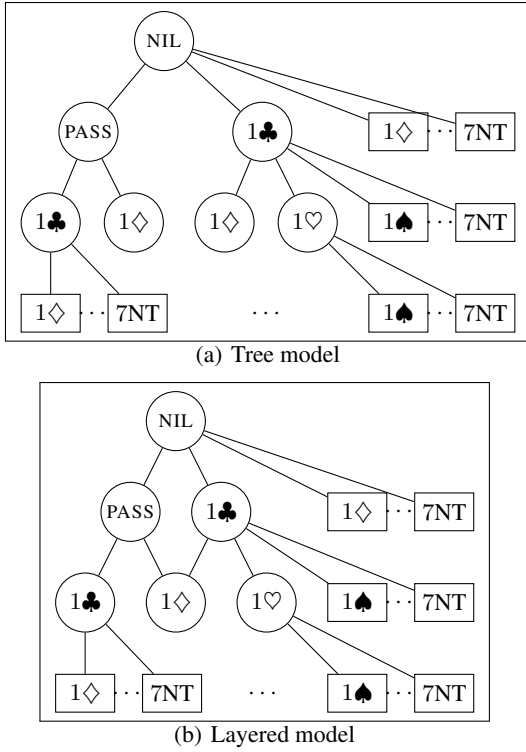 NIL
PASS 1♣ 1♢ ··· 7NT
1♣ 1♢ 1♢ 1♡ 1♠ ··· 7NT
1♢ ··· 7NT ··· 1♠ ··· 7NT
(a) Tree model
NIL
PASS 1♣ 1♢ ··· 7NT
1♣ 1♢ 1♡ 1♠ ··· 7NT
1♢ ··· 7NT ··· 1♠ ··· 7NT
(b) Layered model